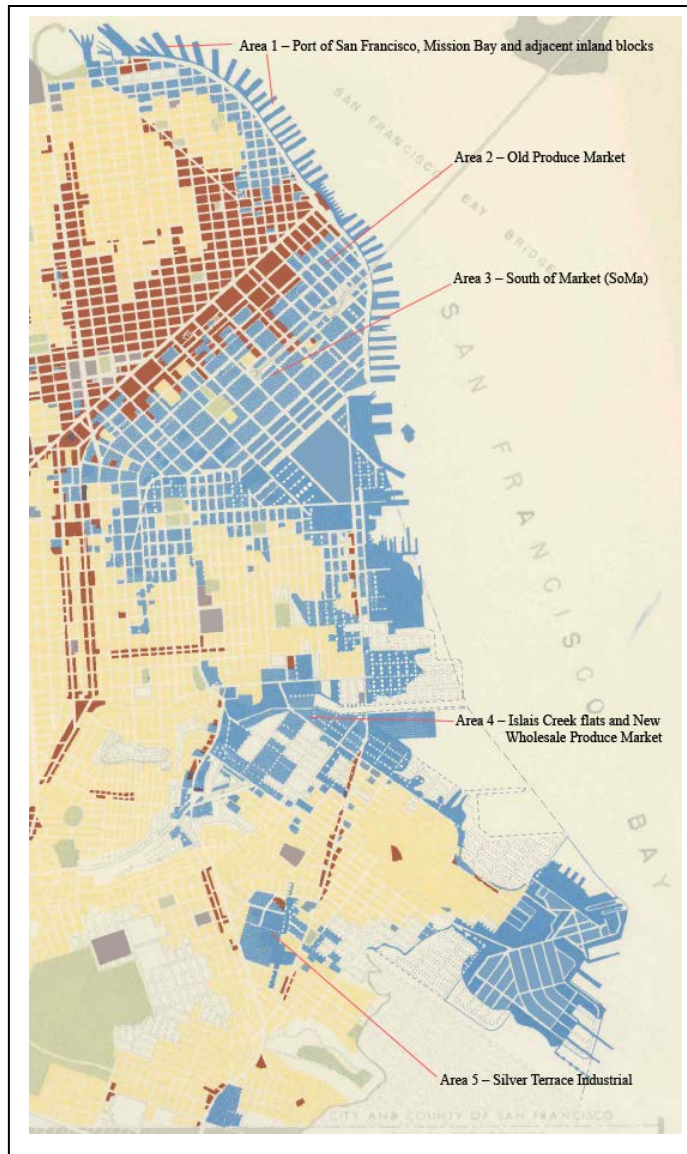 Area 1 – Port of San Francisco, Mission Bay and adjacent inland blocks
SAN FRANCISCO BAY BRIDGE
Area 2 – Old Produce Market
Area 3 – South of Market (SoMa)
SAN FRANCISCO BAY
Area 4 – Islais Creek flats and New
Wholesale Produce Market
Area 5 – Silver Terrace Industrial
CITY AND COUNTY OF SAN FRANCISCO